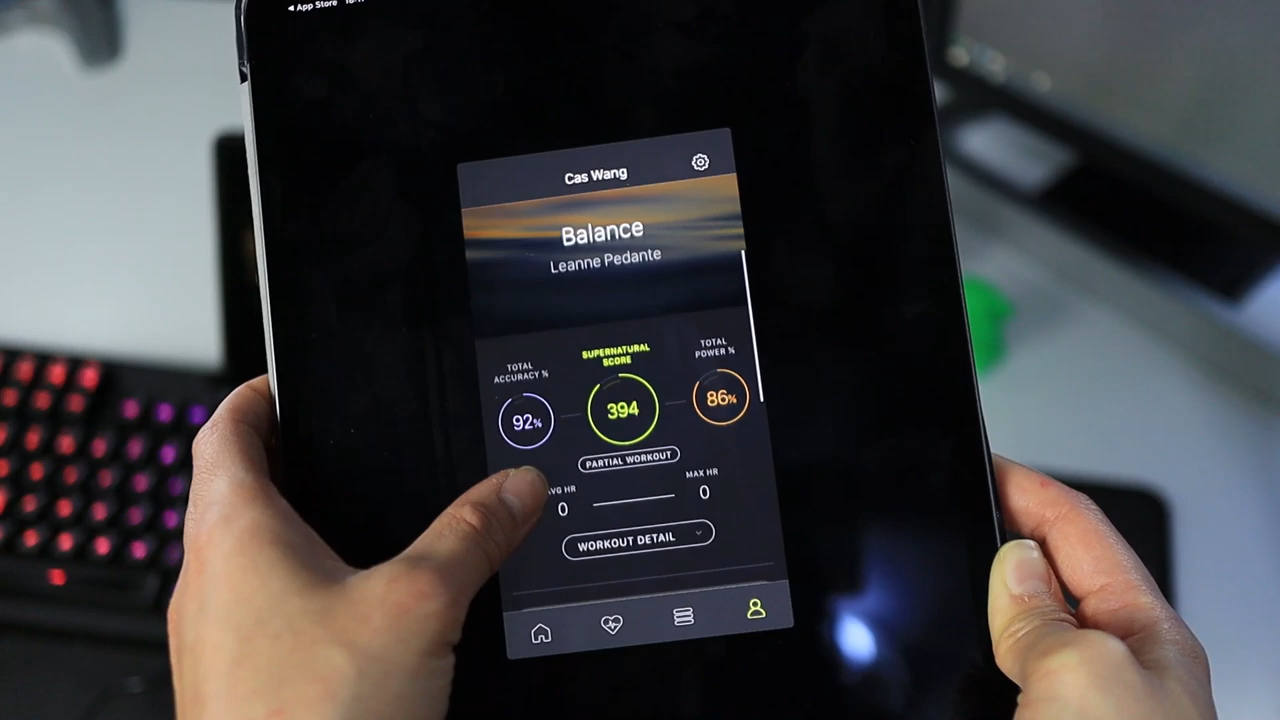 ◀ App Store
Cas Wang
Balance
Leanne Pedante
TOTAL
ACCURACY %
SUPERNATURAL
SCORE
TOTAL
POWER %
92%
394
86%
PARTIAL WORKOUT
AVG HR
MAX HR
0
0
WORKOUT DETAIL